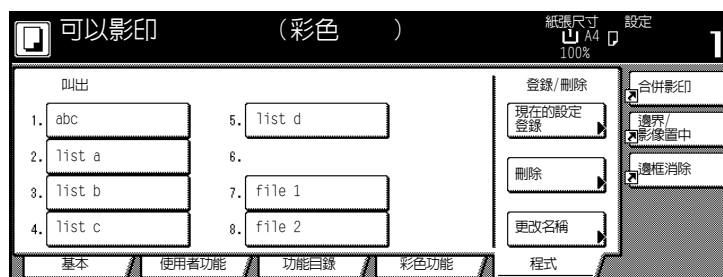 可以影印 (彩色 )
紙張尺寸 設定
A4
100%
1
叫出
登錄/刪除
1. abc
2. list a
3. list b
4. list c
5. list d
6.
7. file 1
8. file 2
現在的設定
登錄
刪除
更改名稱
合併影印
邊界/
影像置中
邊框消除
基本 使用者功能 功能目錄 彩色功能 程式